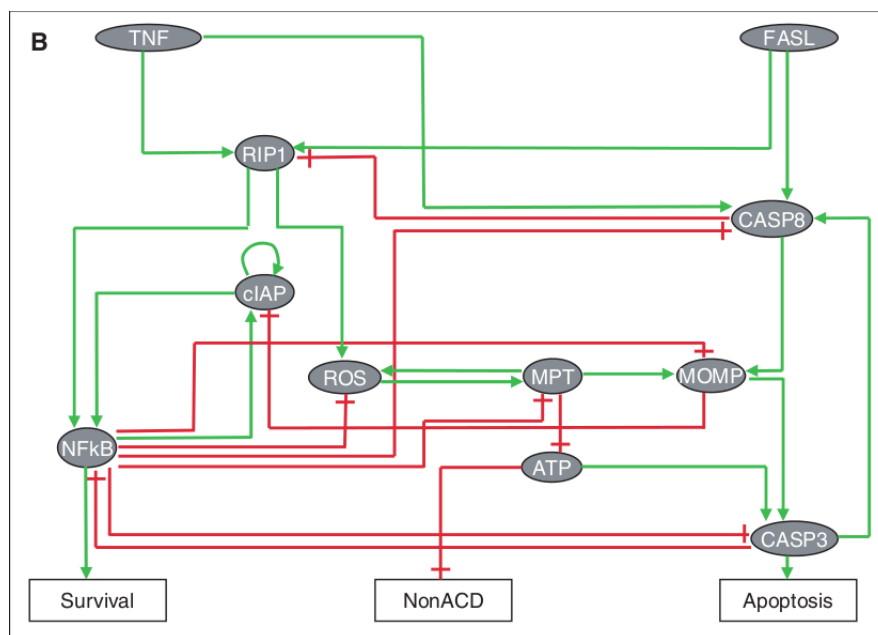 B
TNF
FASL
RIP1
CASP8
cIAP
ROS
MPT
MOMP
NFkB
ATP
CASP3
Survival
NonACD
Apoptosis